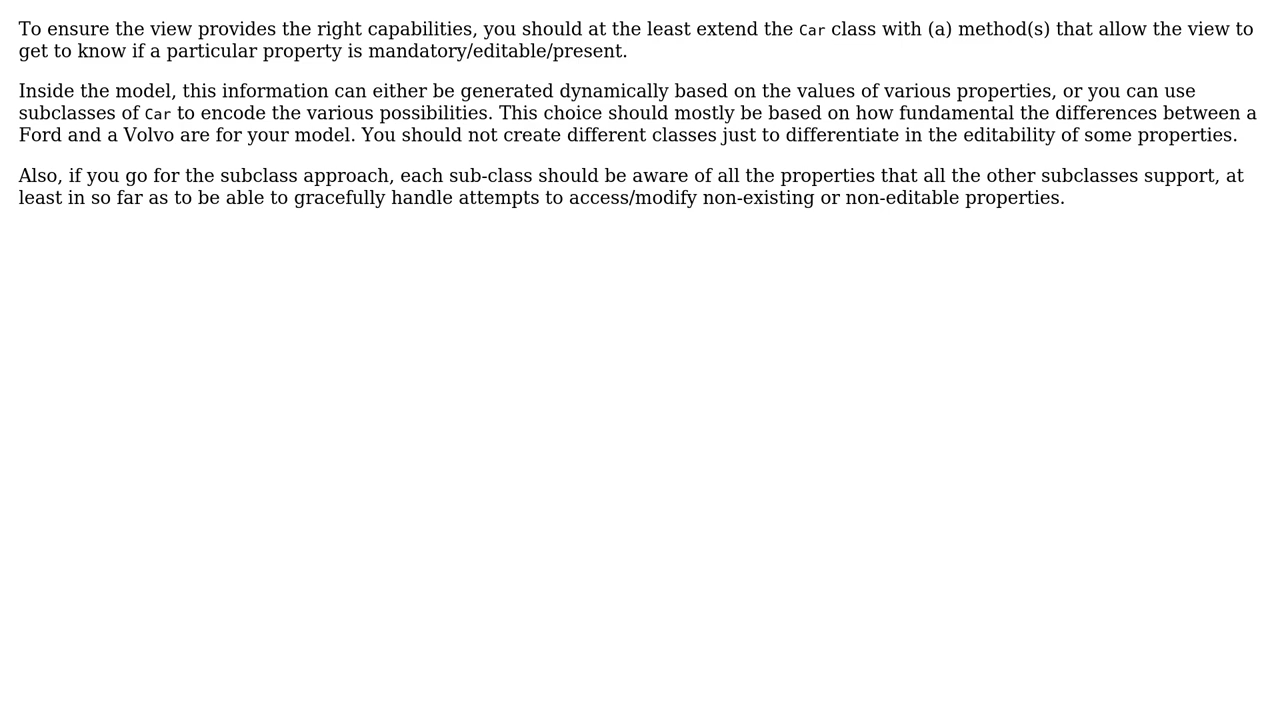 To ensure the view provides the right capabilities, you should at the least extend the Car class with (a) method(s) that allow the view to
get to know if a particular property is mandatory/editable/present.
Inside the model, this information can either be generated dynamically based on the values of various properties, or you can use
subclasses of Car to encode the various possibilities. This choice should mostly be based on how fundamental the differences between a
Ford and a Volvo are for your model. You should not create different classes just to differentiate in the editability of some properties.
Also, if you go for the subclass approach, each sub-class should be aware of all the properties that all the other subclasses support, at
least in so far as to be able to gracefully handle attempts to access/modify non-existing or non-editable properties.